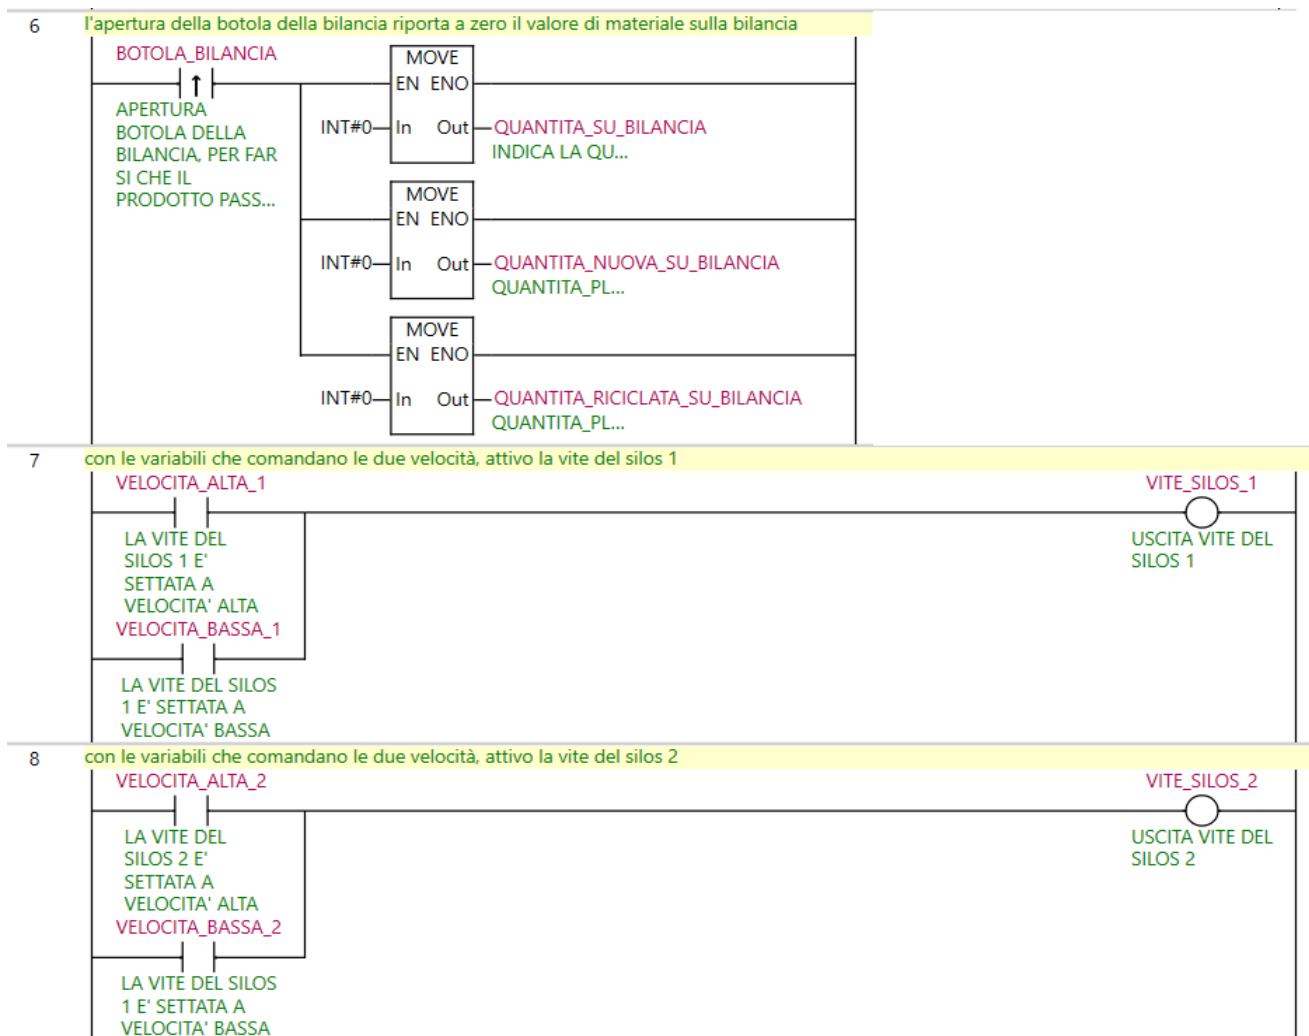 6
l'apertura della botola della bilancia riporta a zero il valore di materiale sulla bilancia
BOTOLA_BILANCIA
APERTURA
BOTOLA DELLA
BILANCIA, PER FAR
SI CHE IL
PRODOTTO PASS...
MOVE
EN ENO
INT#0 In Out QUANTITA_SU_BILANCIA
INDICA LA QU...
MOVE
EN ENO
INT#0 In Out QUANTITA_NUOVA_SU_BILANCIA
QUANTITA_PL...
MOVE
EN ENO
INT#0 In Out QUANTITA_RICICLATA_SU_BILANCIA
QUANTITA_PL...
7
con le variabili che comandano le due velocità, attivo la vite del silos 1
VELOCITA_ALTA_1
LA VITE DEL
SILOS 1 E'
SETTATA A
VELOCITA' ALTA
VELOCITA_BASSA_1
LA VITE DEL SILOS
1 E' SETTATA A
VELOCITA' BASSA
VITE_SILOS_1
USCITA VITE DEL
SILOS 1
8
con le variabili che comandano le due velocità, attivo la vite del silos 2
VELOCITA_ALTA_2
LA VITE DEL
SILOS 2 E'
SETTATA A
VELOCITA' ALTA
VELOCITA_BASSA_2
LA VITE DEL SILOS
1 E' SETTATA A
VELOCITA' BASSA
VITE_SILOS_2
USCITA VITE DEL
SILOS 2